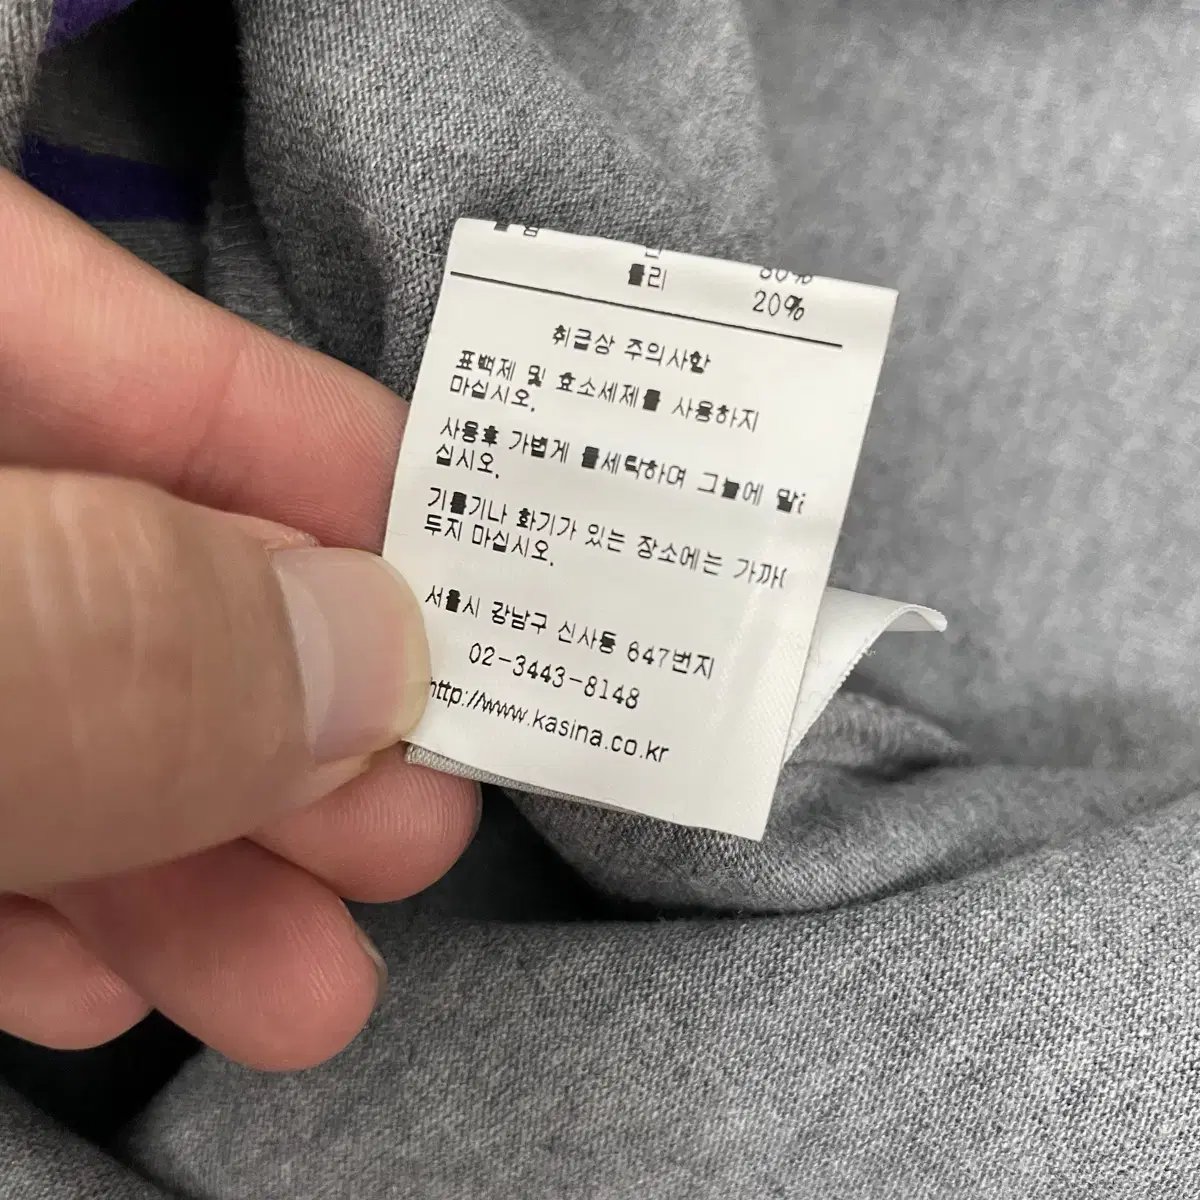 폴리 20%
취급상 주의사항
표백제 및 효소세제를 사용하지
마십시오.
사용후 가볍게 물세탁하며 그늘에
십시오.
기름기나 화기가 있는 장소에는
두지 마십시오.
서울시 강남구 신사동 647번지
02-3443-8148
http://www.kasina.co.kr